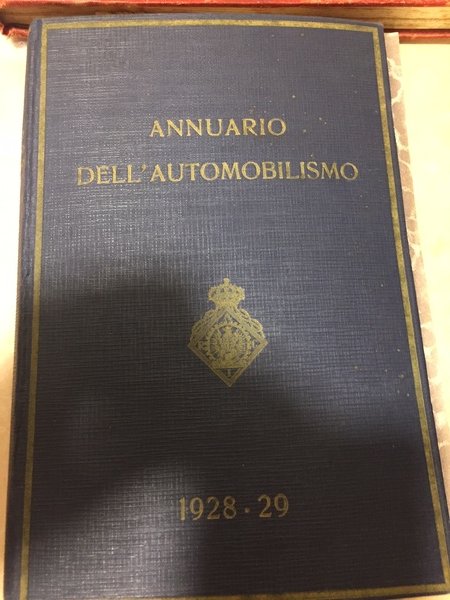 ANNUARIO
DELL'AUTOMOBILISMO
1928 · 29